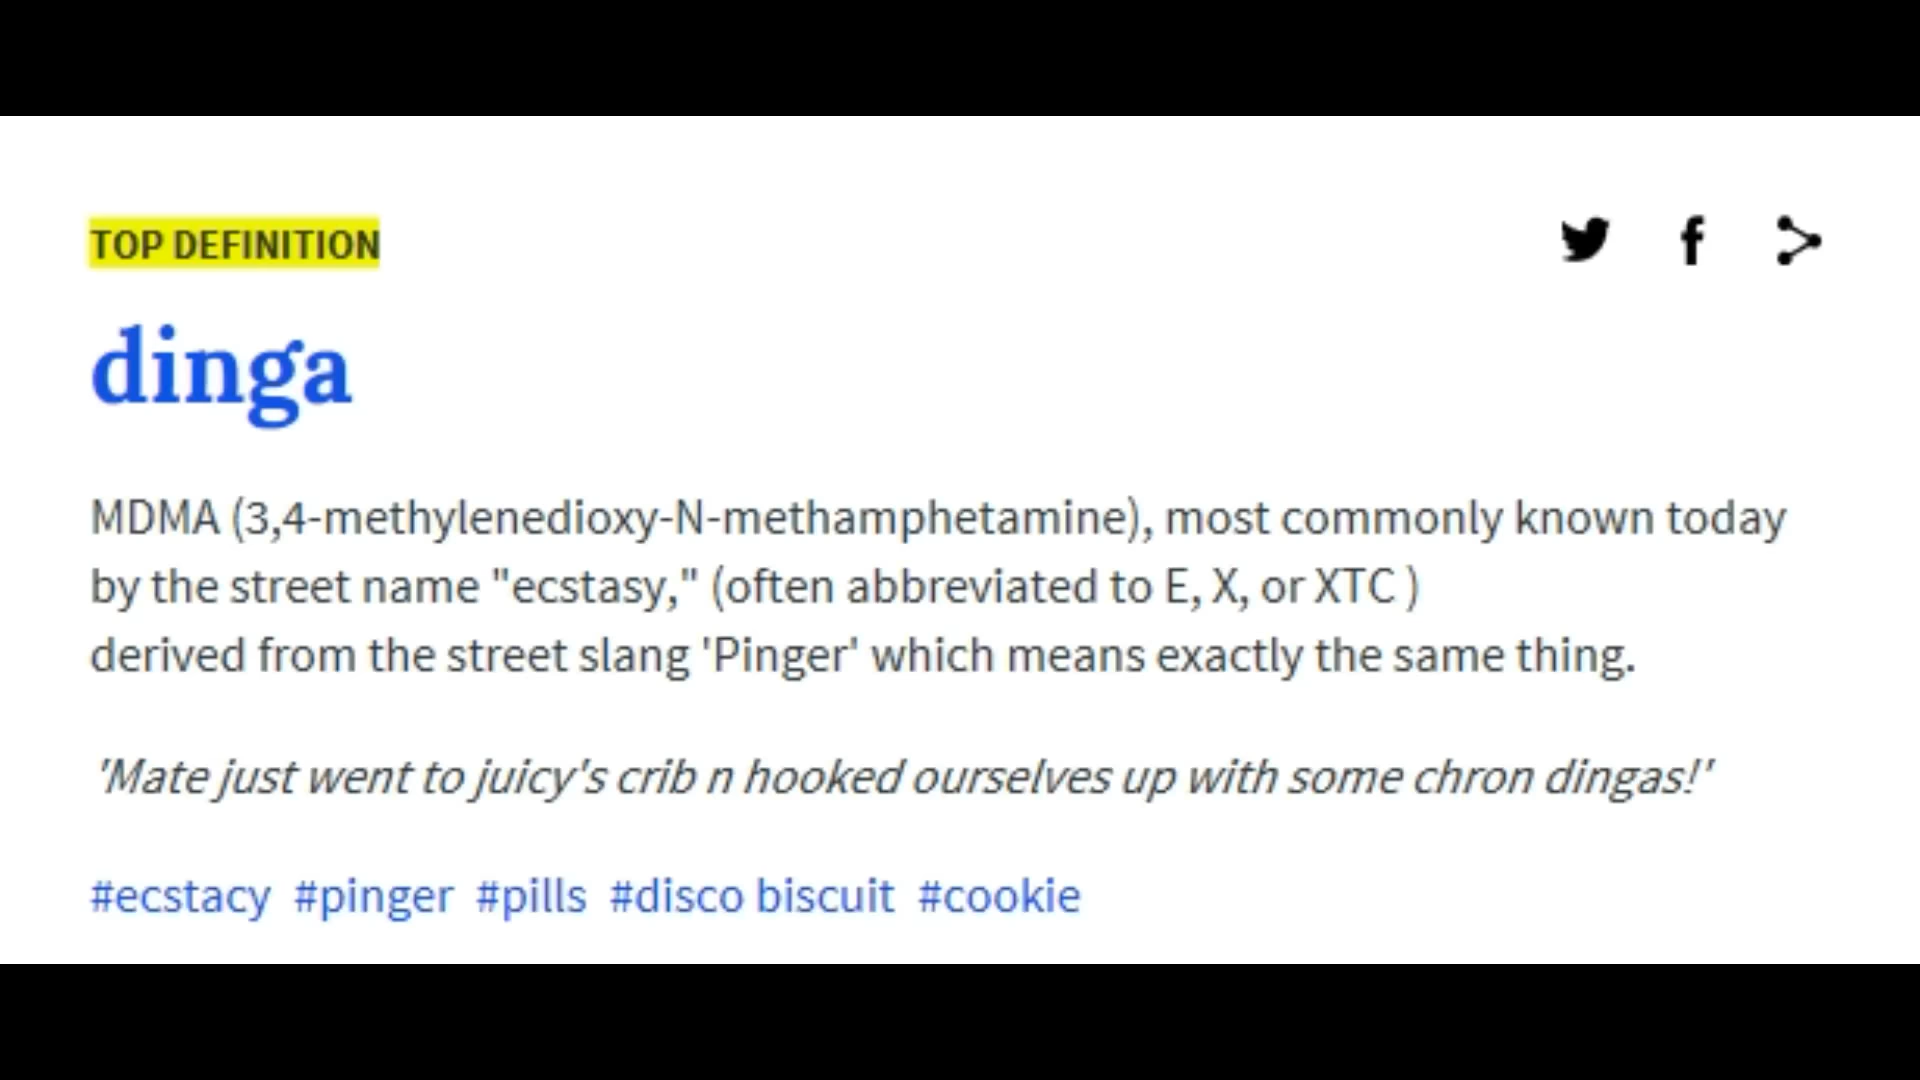 TOP DEFINITION
dinga
MDMA (3,4-methylenedioxy-N-methamphetamine), most commonly known today
by the street name "ecstasy," (often abbreviated to E, X, or XTC )
derived from the street slang 'Pinger' which means exactly the same thing.
'Mate just went to juicy's crib n hooked ourselves up with some chron dingas!'
#ecstacy #pinger #pills #disco biscuit #cookie